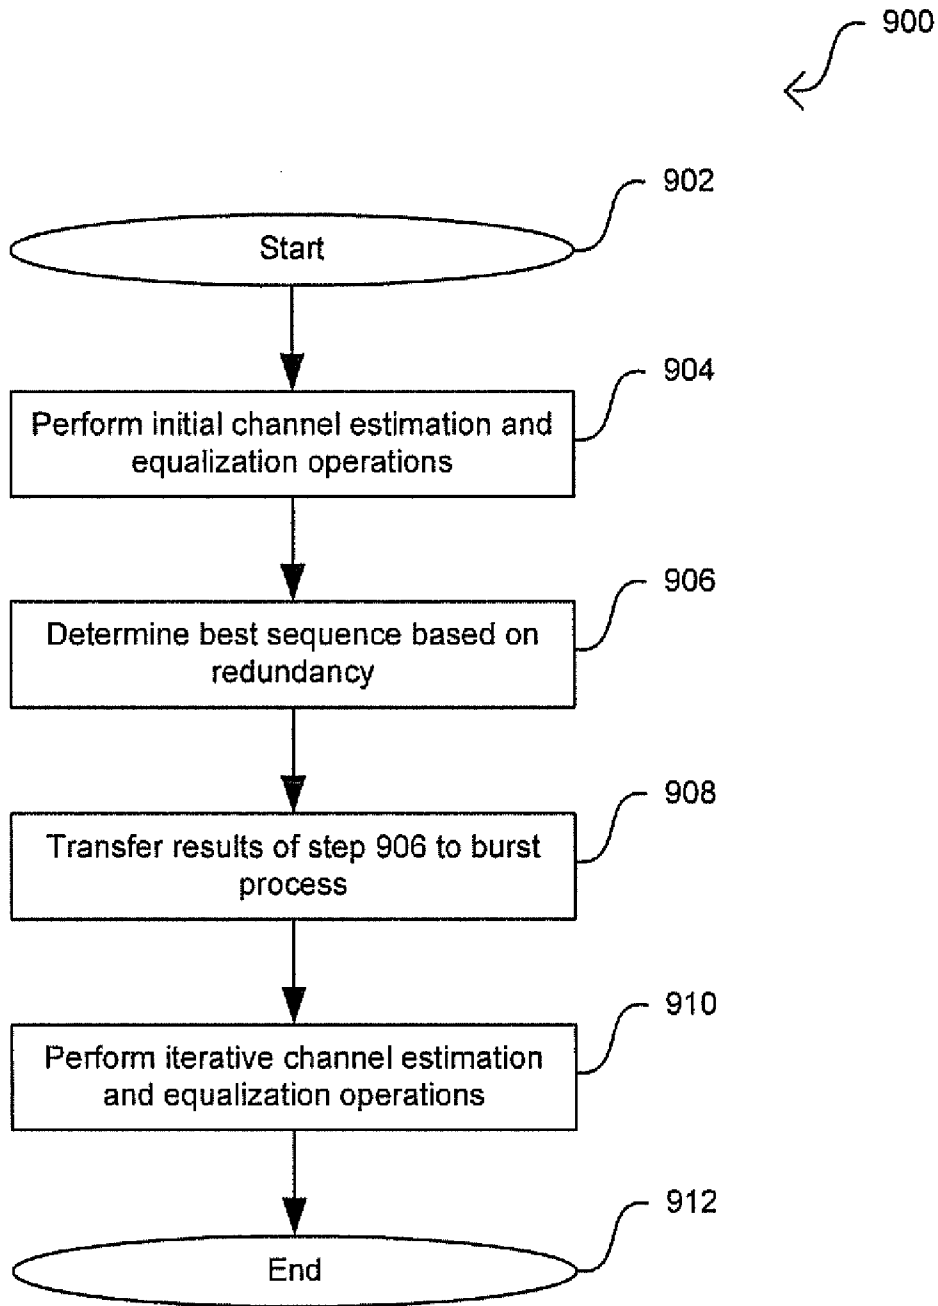 900
902
Start
904
Perform initial channel estimation and
equalization operations
906
Determine best sequence based on
redundancy
908
Transfer results of step 906 to burst
process
910
Perform iterative channel estimation
and equalization operations
912
End